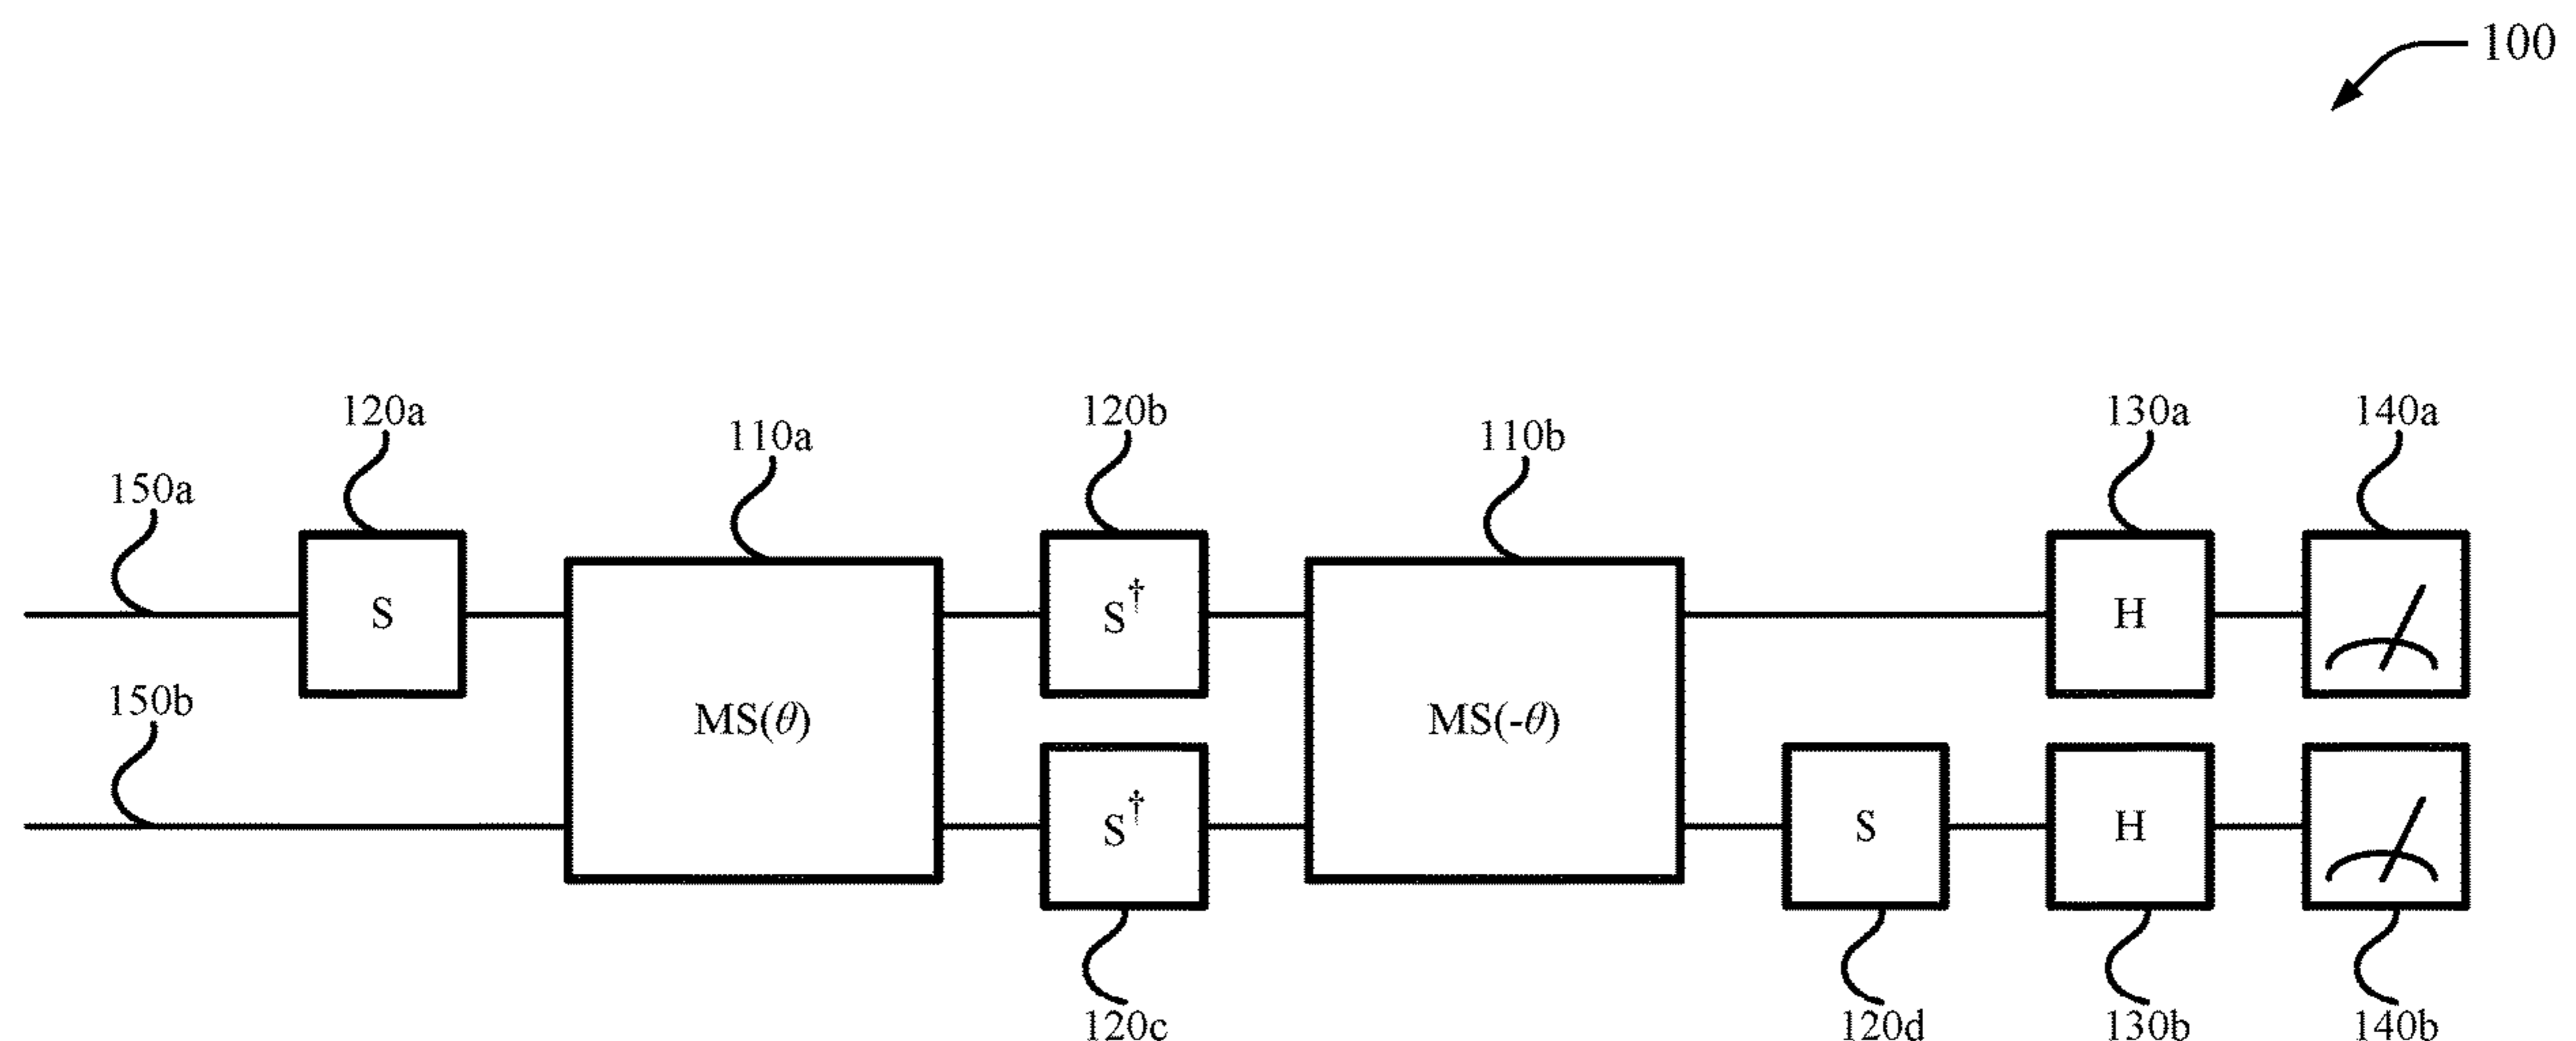 100
120a
120b
130a
140a
110a
110b
150a
S
S†
H
150b
MS(θ)
MS(-θ)
S†
S
H
120c
120d
130b
140b